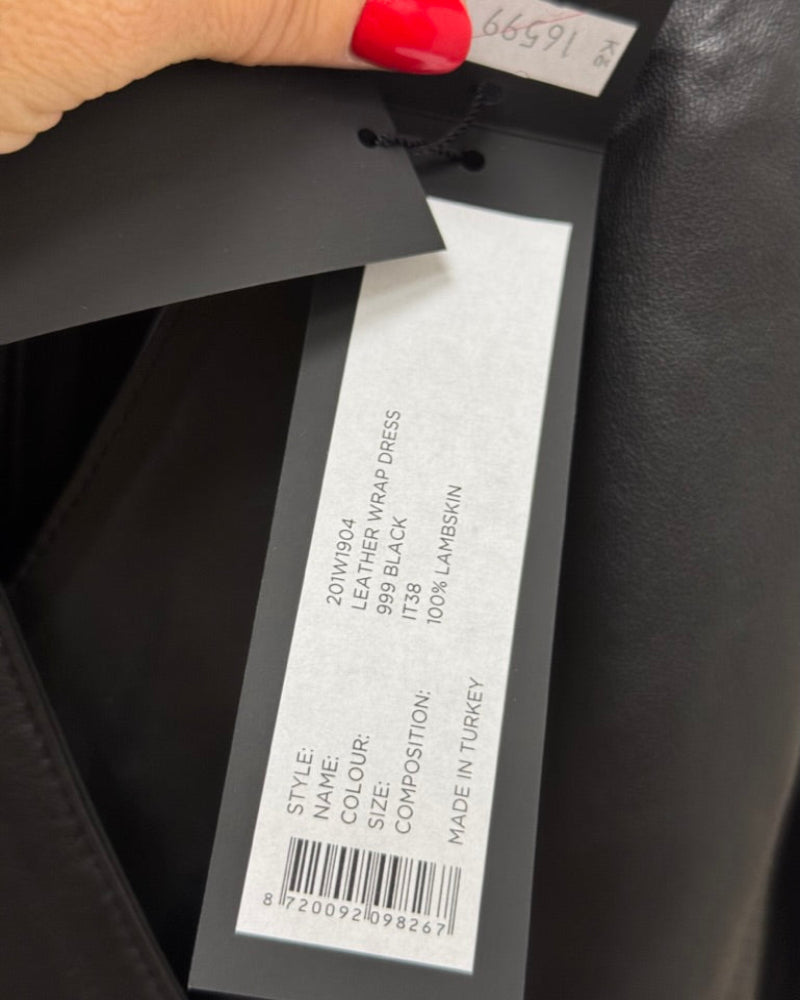 Kč
16599
STYLE: 201W1904
NAME: LEATHER WRAP DRESS
COLOUR: 999 BLACK
SIZE: IT38
COMPOSITION: 100% LAMBSKIN
MADE IN TURKEY
8 720092 098267